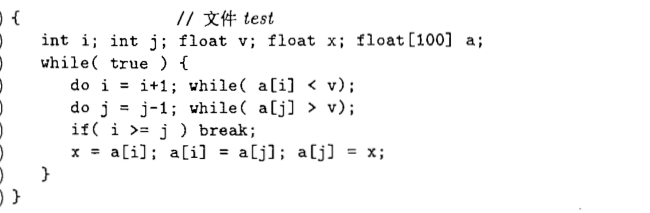 { // 文件 test
int i; int j; float v; float x; float[100] a;
while( true ) {
do i = i+1; while( a[i] < v);
do j = j-1; while( a[j] > v);
if( i >= j ) break;
x = a[i]; a[i] = a[j]; a[j] = x;
}
}